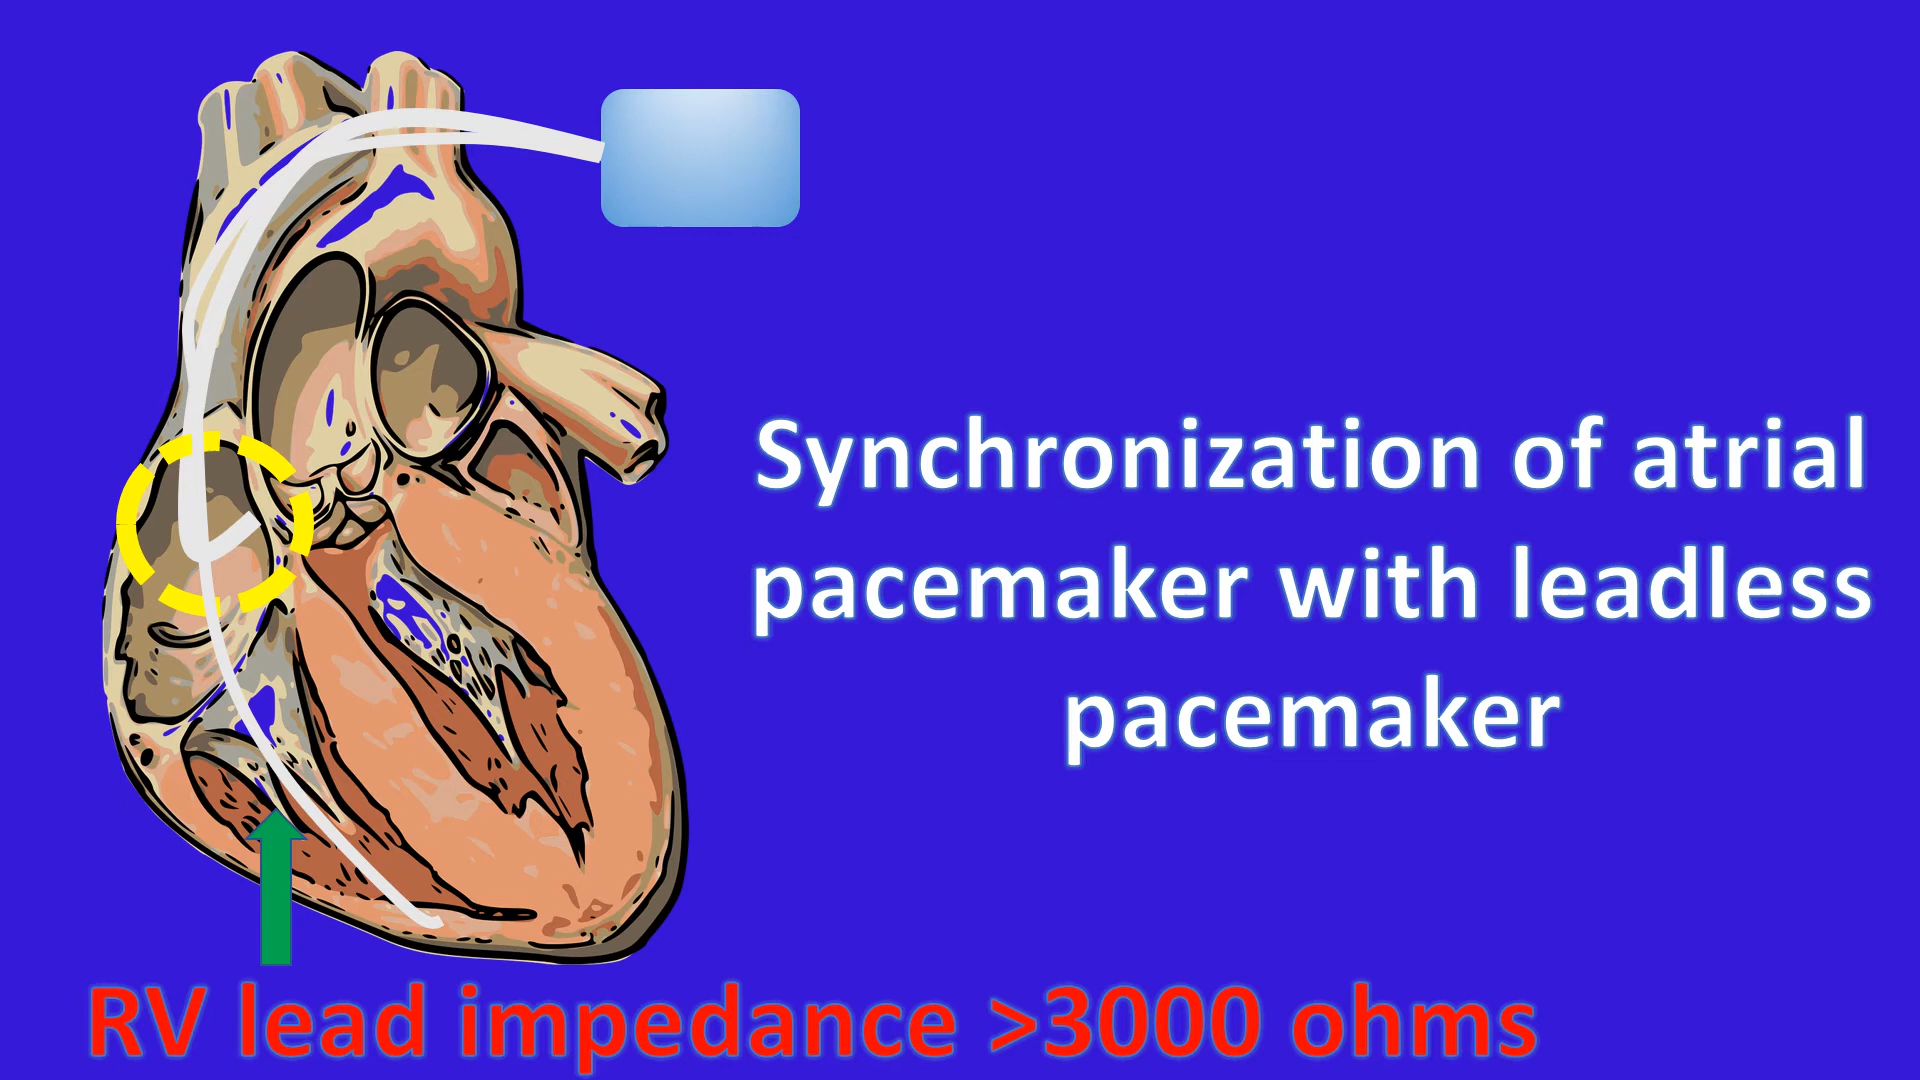 Synchronization of atrial
pacemaker with leadless
pacemaker
RV lead impedance >3000 ohms